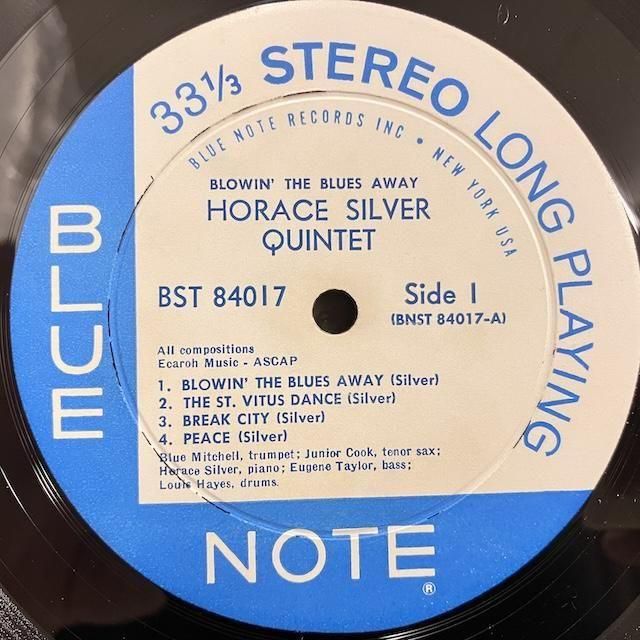 33⅓ STEREO LONG PLAYING
BLUE NOTE RECORDS INC • NEW YORK USA
BLOWIN' THE BLUES AWAY
HORACE SILVER
QUINTET
BST 84017
Side 1
(BNST 84017-A)
All compositions
Ecaroh Music - ASCAP
1. BLOWIN' THE BLUES AWAY (Silver)
2. THE ST. VITUS DANCE (Silver)
3. BREAK CITY (Silver)
4. PEACE (Silver)
Blue Mitchell, trumpet; Junior Cook, tenor sax;
Horace Silver, piano; Eugene Taylor, bass;
Louis Hayes, drums.
BLUE
NOTE®